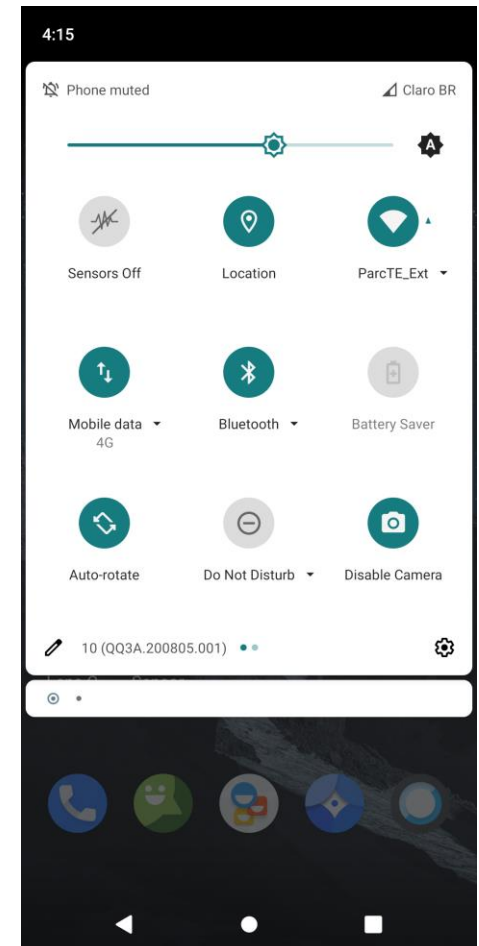 4:15
Phone muted Claro BR
A
Sensors Off Location ParcTE_Ext
Mobile data Bluetooth Battery Saver
4G
Auto-rotate Do Not Disturb Disable Camera
10 (QQ3A.200805.001)